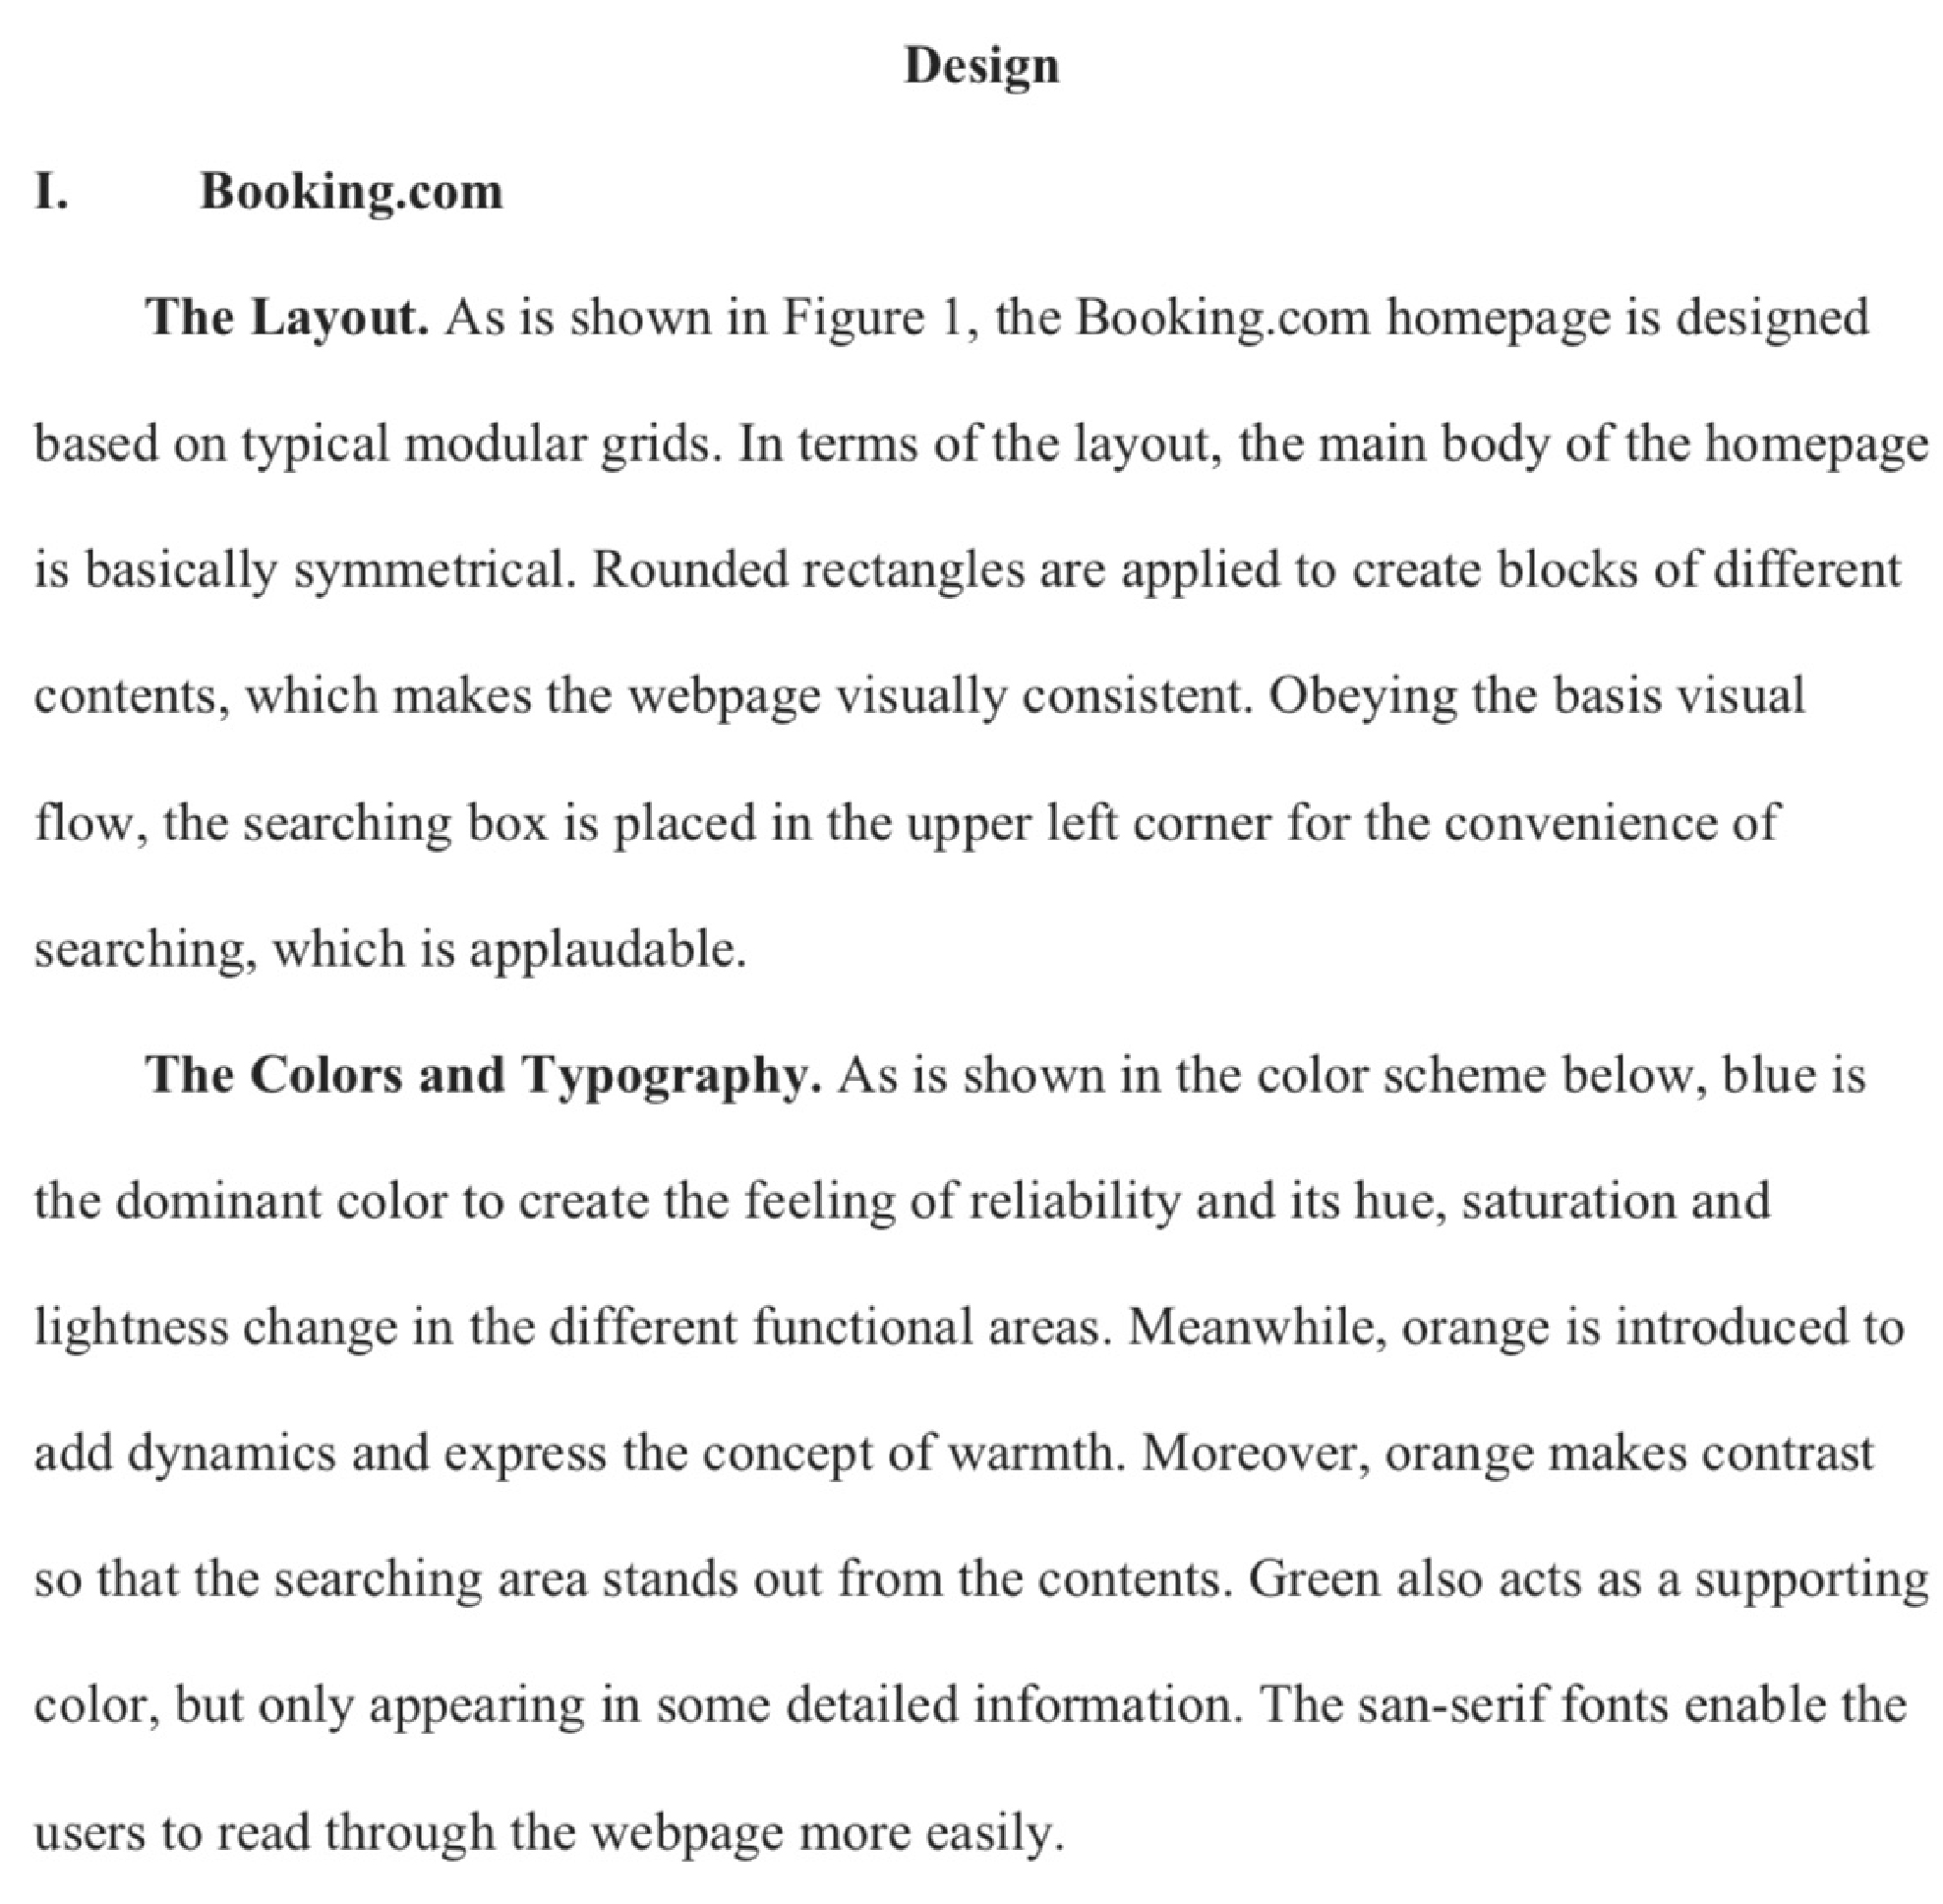 Design
I. Booking.com
The Layout. As is shown in Figure 1, the Booking.com homepage is designed
based on typical modular grids. In terms of the layout, the main body of the homepage
is basically symmetrical. Rounded rectangles are applied to create blocks of different
contents, which makes the webpage visually consistent. Obeying the basis visual
flow, the searching box is placed in the upper left corner for the convenience of
searching, which is applaudable.
The Colors and Typography. As is shown in the color scheme below, blue is
the dominant color to create the feeling of reliability and its hue, saturation and
lightness change in the different functional areas. Meanwhile, orange is introduced to
add dynamics and express the concept of warmth. Moreover, orange makes contrast
so that the searching area stands out from the contents. Green also acts as a supporting
color, but only appearing in some detailed information. The san-serif fonts enable the
users to read through the webpage more easily.